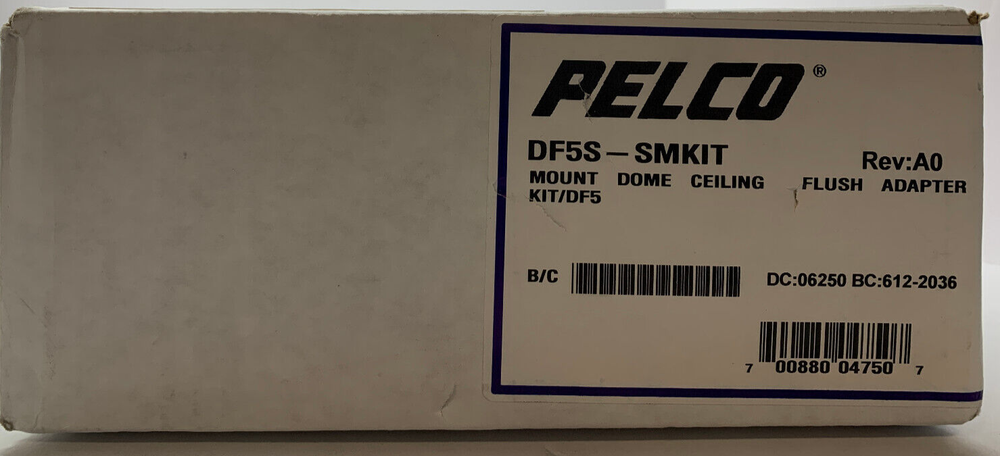 PELCO®
DF5S-SMKIT Rev:A0
MOUNT DOME CEILING FLUSH ADAPTER
KIT/DF5
B/C DC:06250 BC:612-2036
7 00880 04750 7